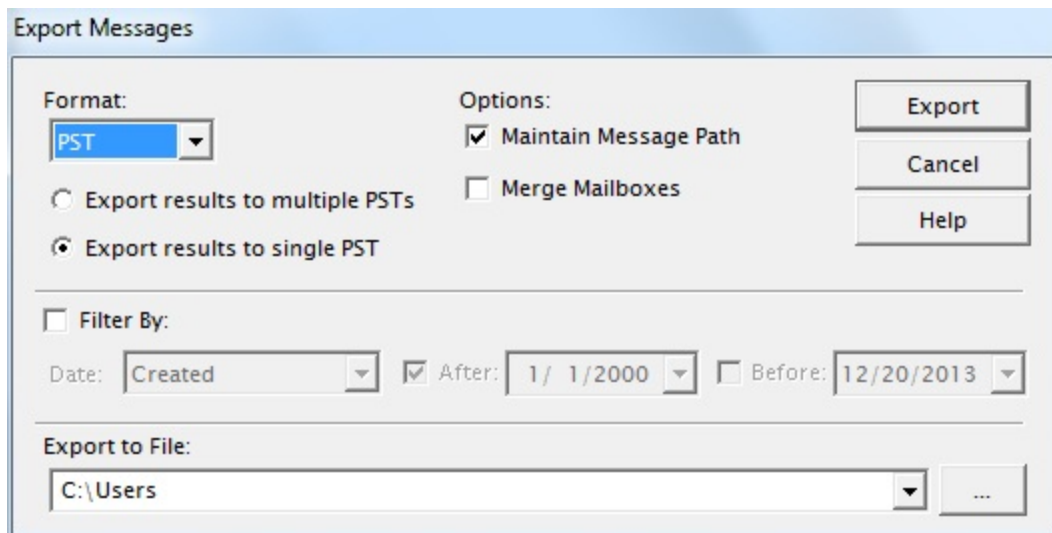 Export Messages
Format:
PST
Export results to multiple PSTs
Export results to single PST
Options:
Maintain Message Path
Merge Mailboxes
Export
Cancel
Help
Filter By:
Date: Created After: 1/ 1/2000 Before: 12/20/2013
Export to File:
C:\Users
...